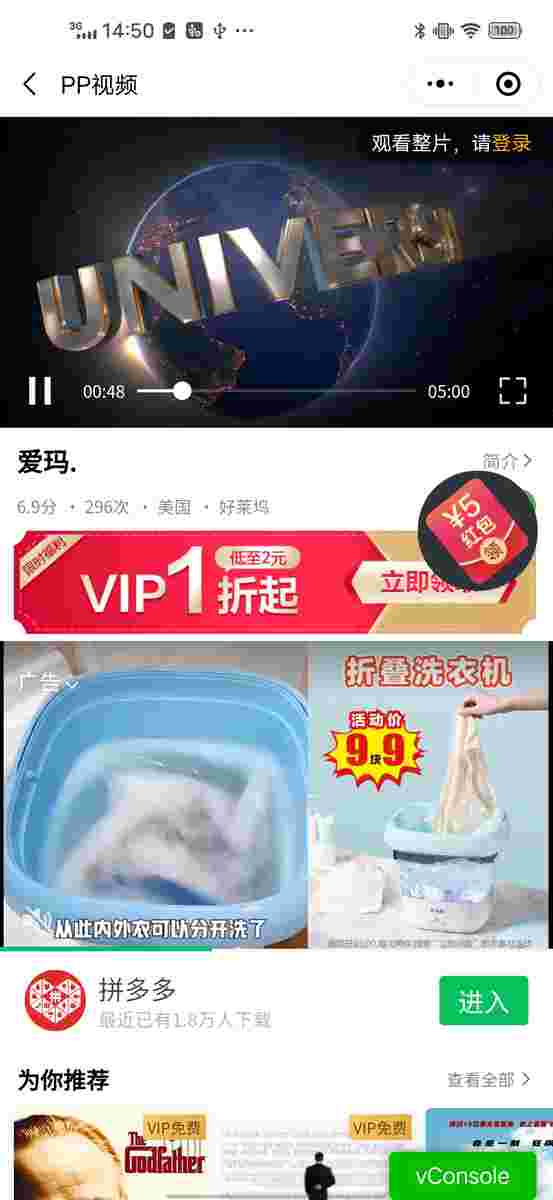 3G 14:50 100
PP视频
观看整片，请登录
UNIVER
00:48 05:00
爱玛.
简介
6.9分 · 296次 · 美国 · 好莱坞
¥5
红包
领
限时福利
VIP1折起
低至2元
立即领
广告
折叠洗衣机
活动价
9块9
从此内外衣可以分开洗了
拼
拼多多
最近已有1.8万人下载
进入
为你推荐
查看全部
VIP免费
The
Godfather
VIP免费
vConsole